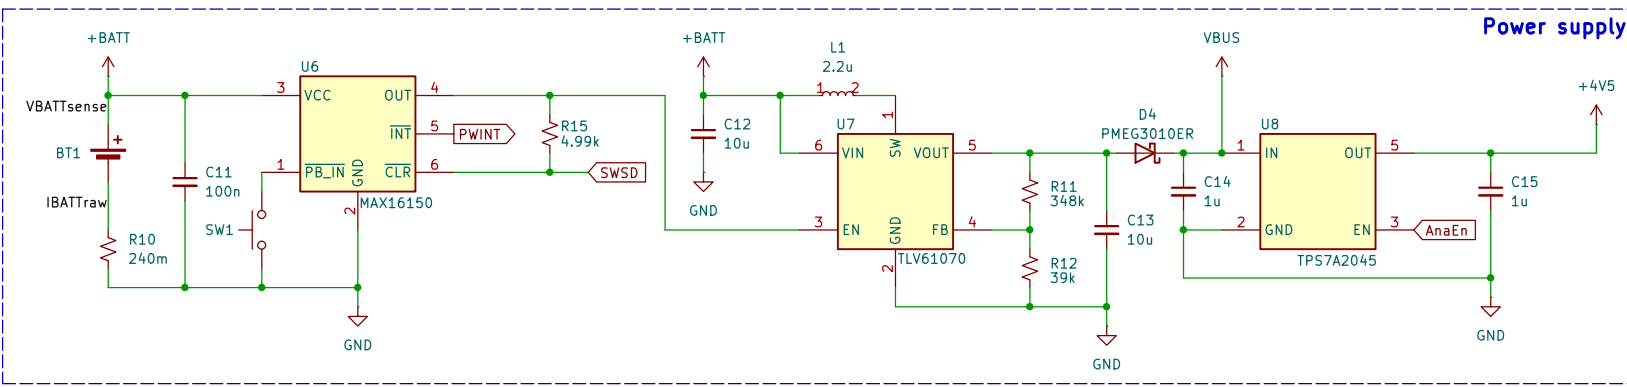 Power supply
+BATT
VBATTsense
BT1
+
IBATTraw
R10
240m
C11
100n
SW1
U6
3
VCC
OUT
4
INT
5
PWINT
1
PB_IN
CLR
6
SWSD
GND
2
MAX16150
R15
4.99k
GND
+BATT
C12
10u
GND
L1
2.2u
1
2
U7
1
SW
6
VIN
VOUT
5
3
EN
FB
4
GND
2
TLV61070
R11
348k
R12
39k
C13
10u
GND
D4
PMEG3010ER
VBUS
C14
1u
U8
1
IN
OUT
5
2
GND
EN
3
AnaEn
TPS7A2045
+4V5
C15
1u
GND